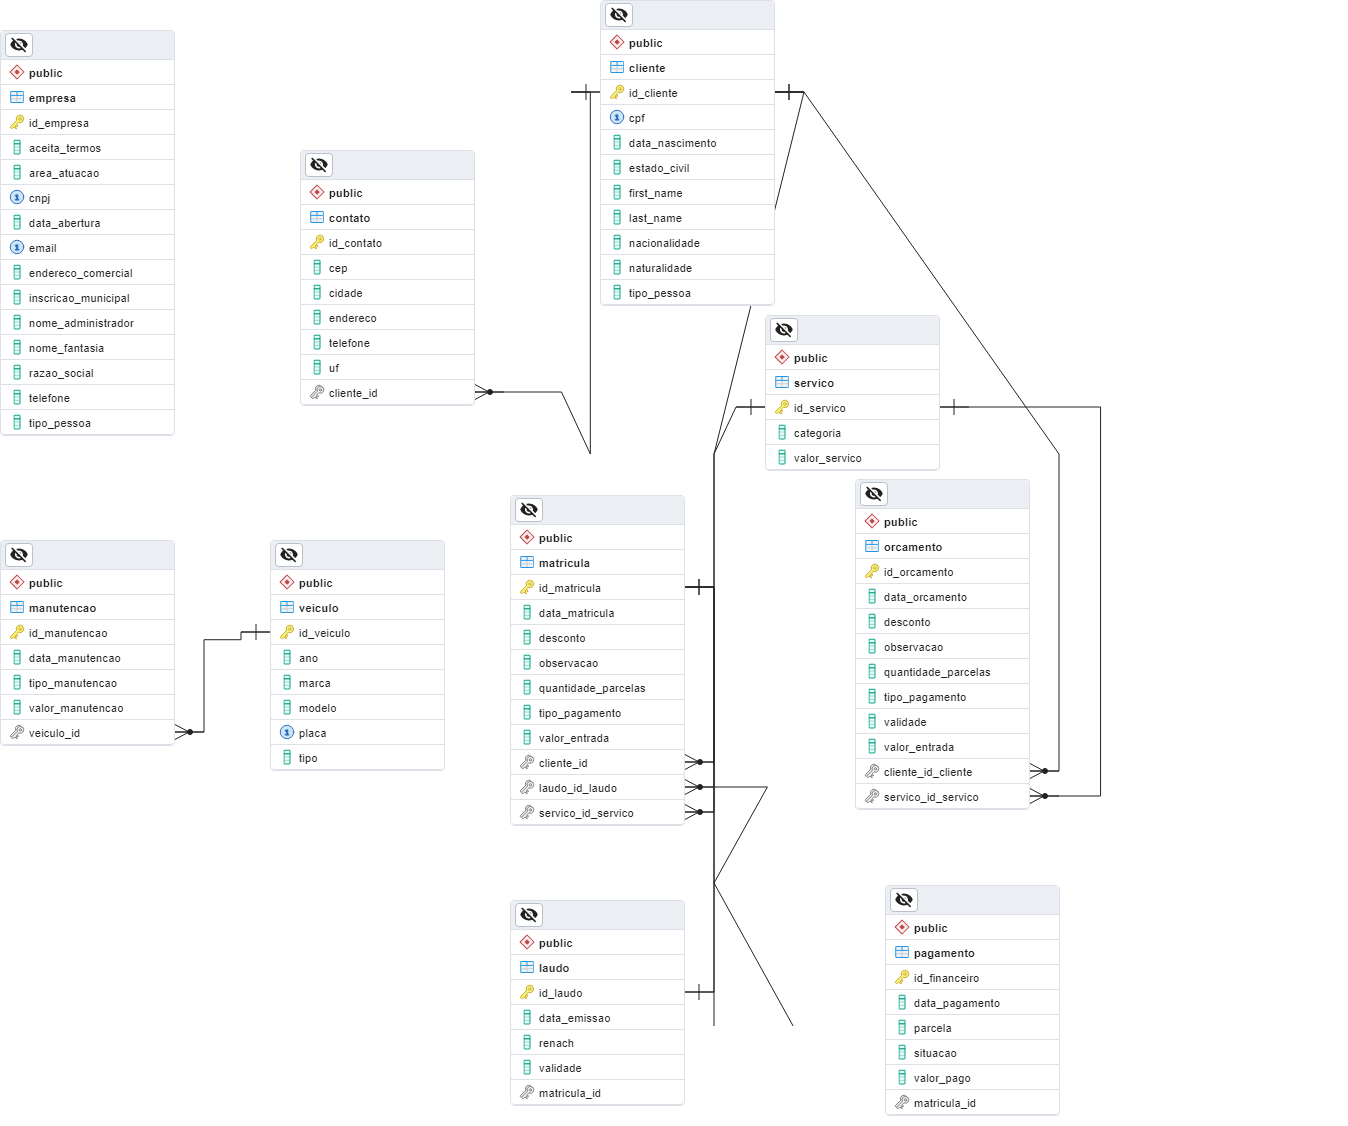 public
empresa
id_empresa
aceita_termos
area_atuacao
cnpj
data_abertura
email
endereco_comercial
inscricao_municipal
nome_administrador
nome_fantasia
razao_social
telefone
tipo_pessoa
public
contato
id_contato
cep
cidade
endereco
telefone
uf
cliente_id
public
cliente
id_cliente
cpf
data_nascimento
estado_civil
first_name
last_name
nacionalidade
naturalidade
tipo_pessoa
public
servico
id_servico
categoria
valor_servico
public
manutencao
id_manutencao
data_manutencao
tipo_manutencao
valor_manutencao
veiculo_id
public
veiculo
id_veiculo
ano
marca
modelo
placa
tipo
public
matricula
id_matricula
data_matricula
desconto
observacao
quantidade_parcelas
tipo_pagamento
valor_entrada
cliente_id
laudo_id_laudo
servico_id_servico
public
orcamento
id_orcamento
data_orcamento
desconto
observacao
quantidade_parcelas
tipo_pagamento
validade
valor_entrada
cliente_id_cliente
servico_id_servico
public
laudo
id_laudo
data_emissao
renach
validade
matricula_id
public
pagamento
id_financeiro
data_pagamento
parcela
situacao
valor_pago
matricula_id